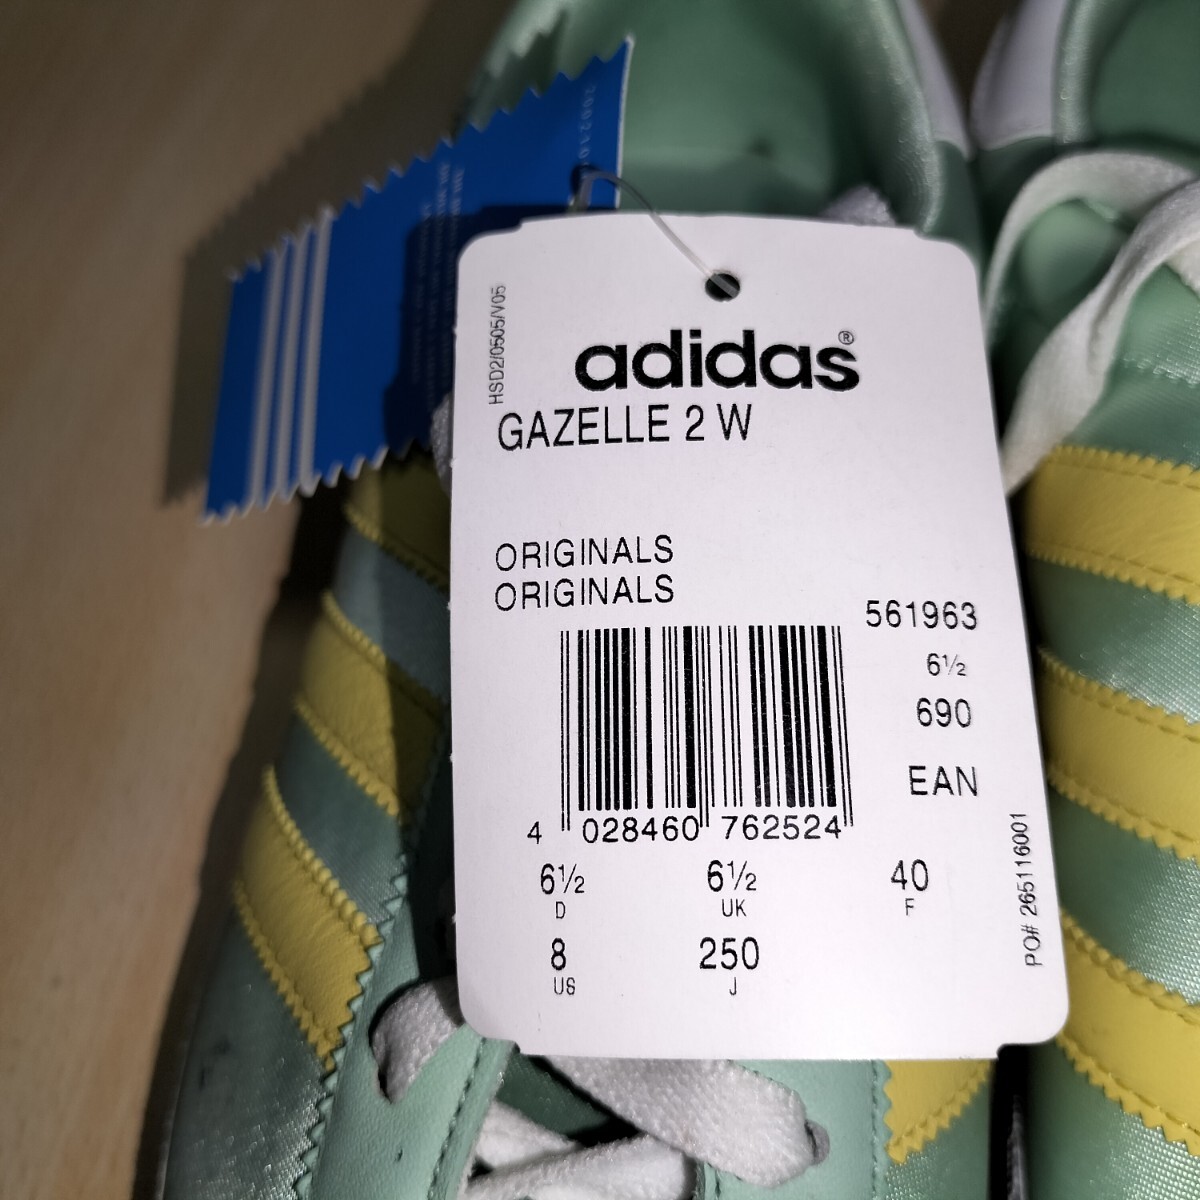 HSD2/0505/V05
adidas®
GAZELLE 2 W
ORIGINALS
ORIGINALS
561963
6½
690
EAN
4 028460 762524
6½ 6½ 40
D UK F
8 250
US J
PO# 265116001